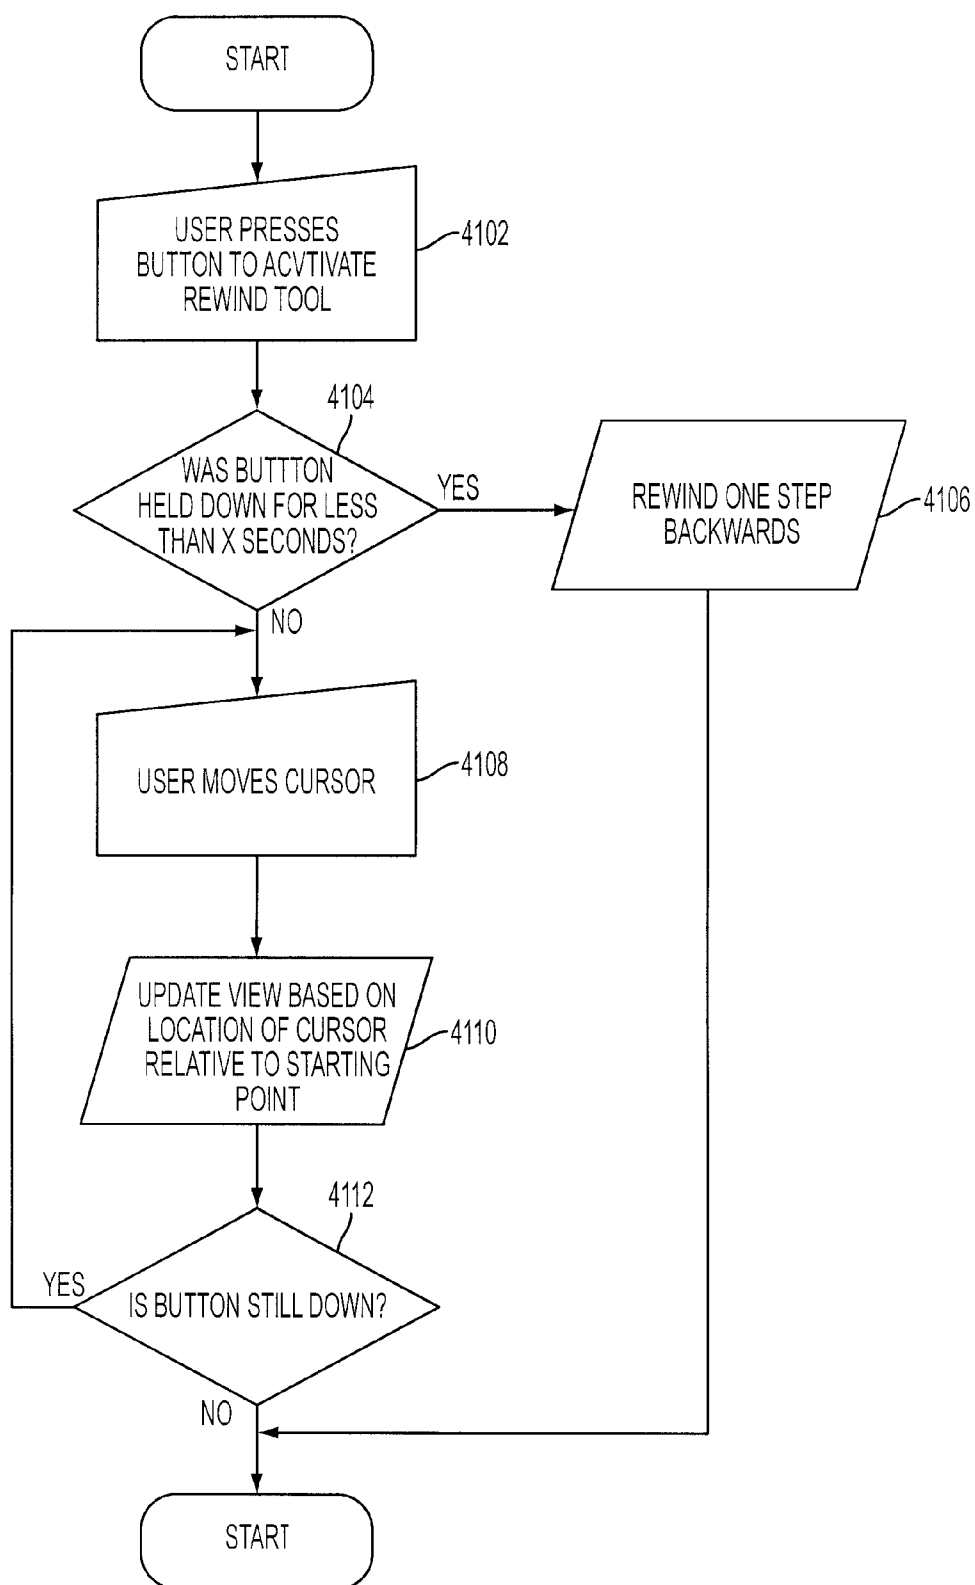 START
USER PRESSES
BUTTON TO ACVTIVATE
REWIND TOOL
4102
4104
WAS BUTTTON
HELD DOWN FOR LESS
THAN X SECONDS?
YES
REWIND ONE STEP
BACKWARDS
4106
NO
USER MOVES CURSOR
4108
UPDATE VIEW BASED ON
LOCATION OF CURSOR
RELATIVE TO STARTING
POINT
4110
4112
YES
IS BUTTON STILL DOWN?
NO
START